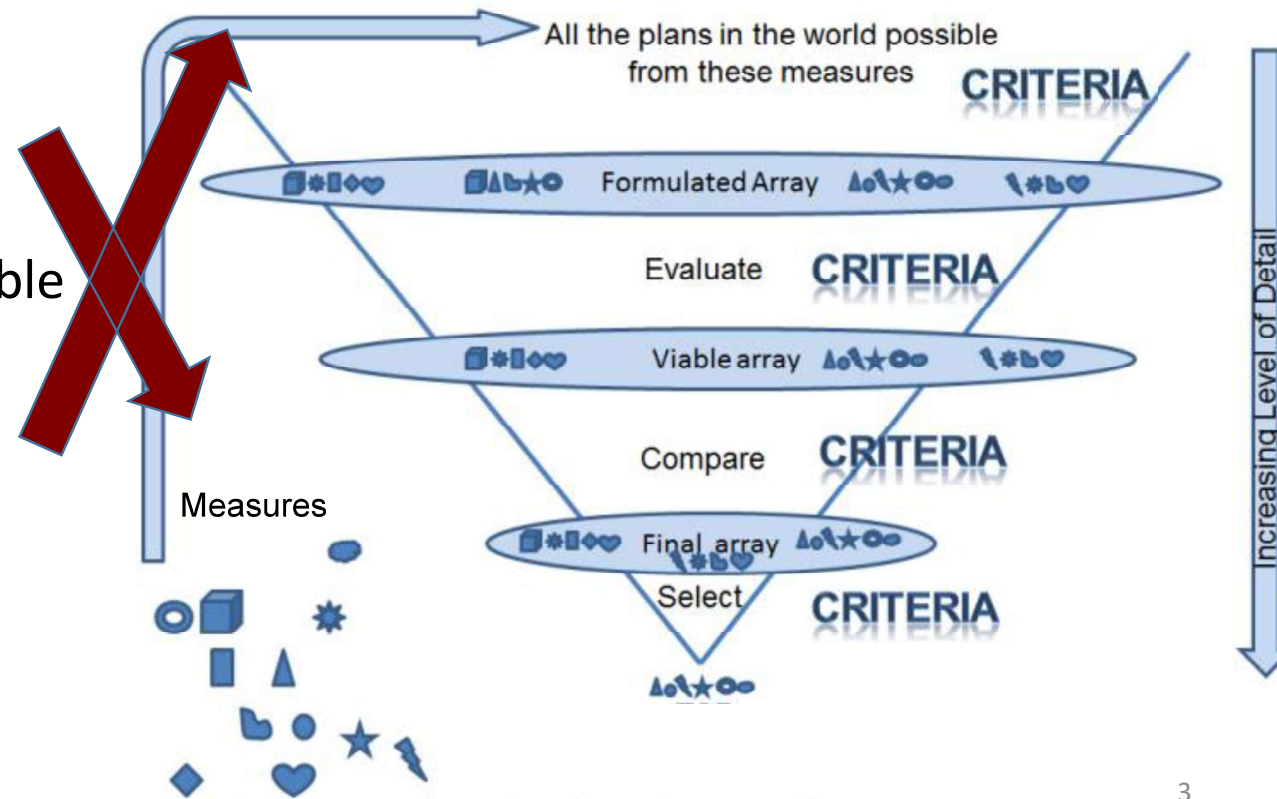 All the plans in the world possible
from these measures
CRITERIA
Formulated Array
Evaluate
CRITERIA
Viable array
Compare
CRITERIA
Measures
Final array
Select
CRITERIA
Increasing Level of Detail
3